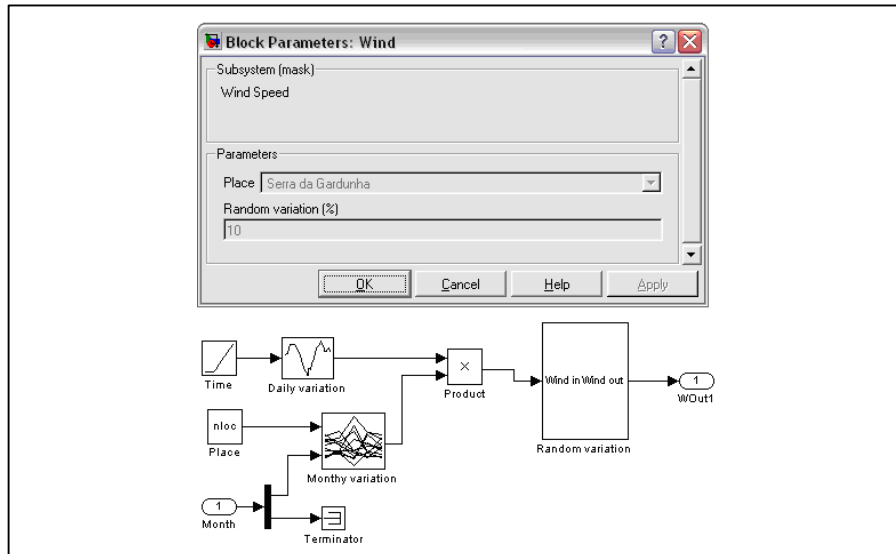 Block Parameters: Wind
Subsystem (mask)
Wind Speed
Parameters
Place Serra da Gardunha
Random variation (%)
10
OK Cancel Help Apply
Time
Daily variation
×
Product
Wind in Wind out
Random variation
1
WOut1
nloc
Place
Monthy variation
1
Month
Terminator